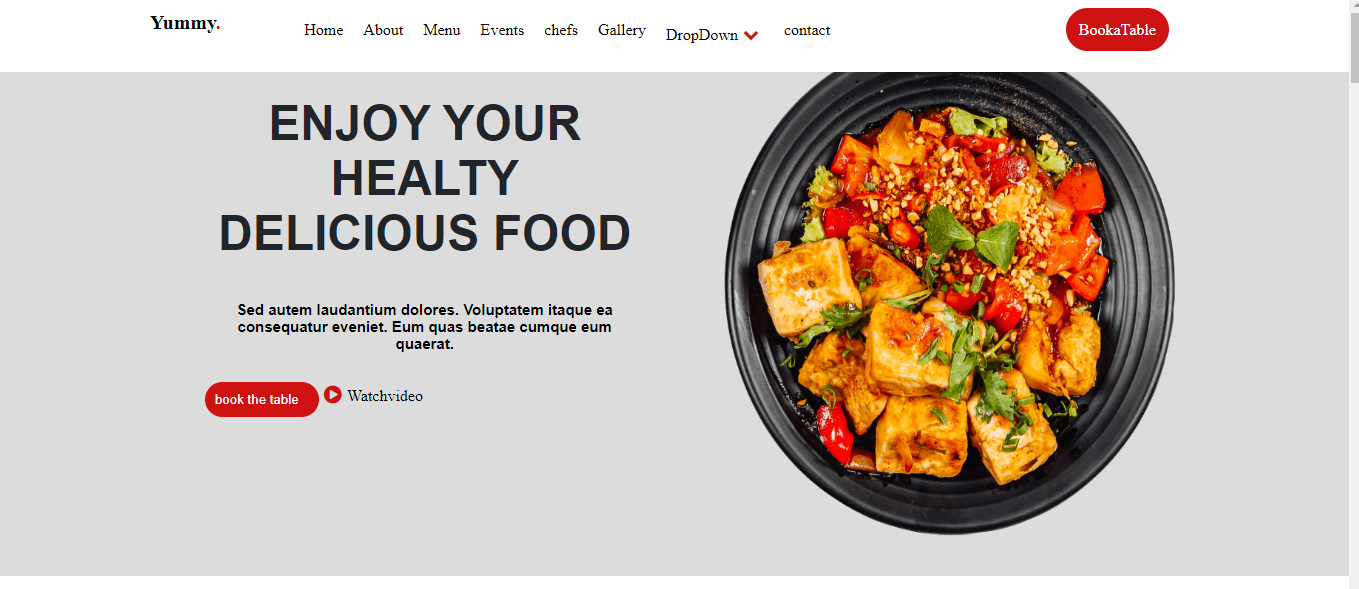 Yummy.
Home About Menu Events chefs Gallery DropDown contact
BookaTable
ENJOY YOUR
HEALTY
DELICIOUS FOOD
Sed autem laudantium dolores. Voluptatem itaque ea
consequatur eveniet. Eum quas beatae cumque eum
quaerat.
book the table
Watchvideo